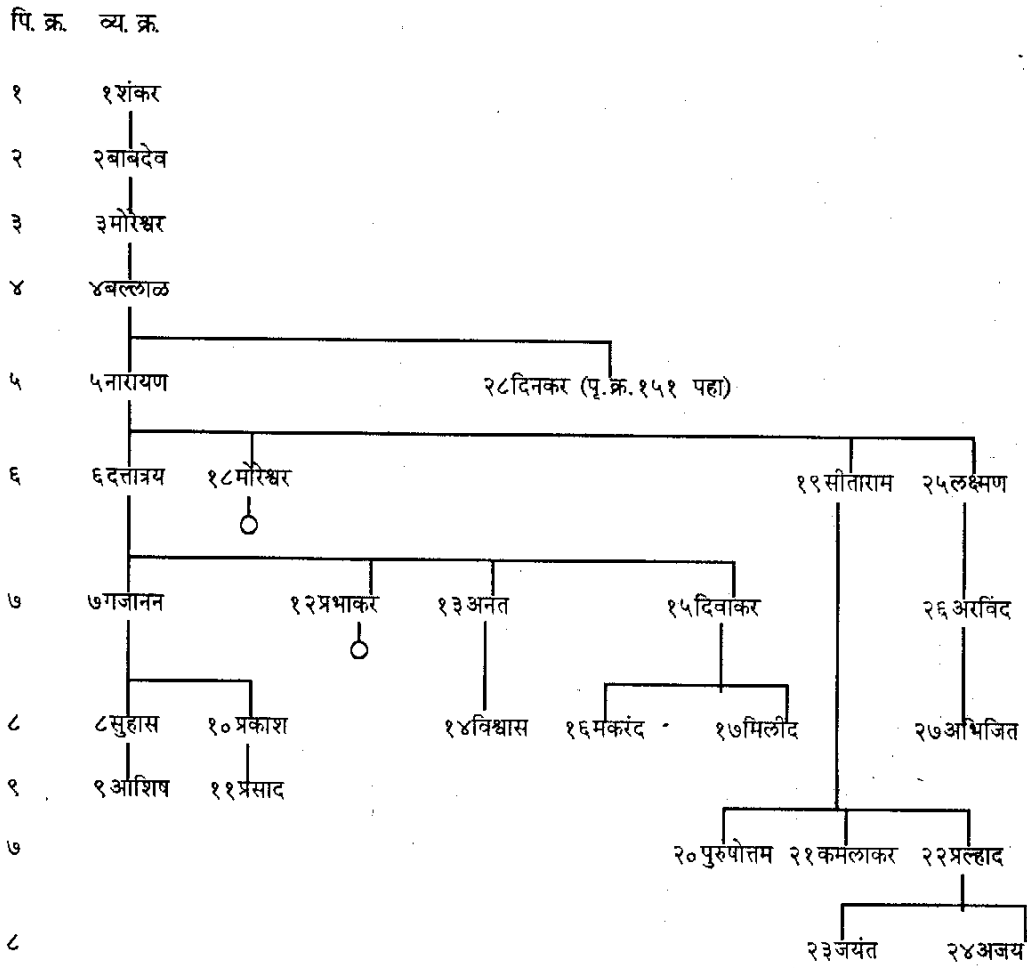 पि. क्र. व्य. क्र.
१ १शंकर
२ २बाबदेव
३ ३मोरेश्वर
४ ४बल्लाळ
५ ५नारायण २८दिनकर (पृ.क्र.१५१ पहा)
६ ६दत्तात्रय १८मोरेश्वर १९सीताराम २५लक्ष्मण
७ ७गजानन १२प्रभाकर १३अनंत १५दिवाकर २६अरविंद
८ ८सुहास १०प्रकाश १४विश्वास १६मकरंद १७मिलींद २७अभिजित
९ ९आशिष ११प्रसाद
७ २०पुरुषोत्तम २१कमलाकर २२प्रल्हाद
८ २३जयंत २४अजय